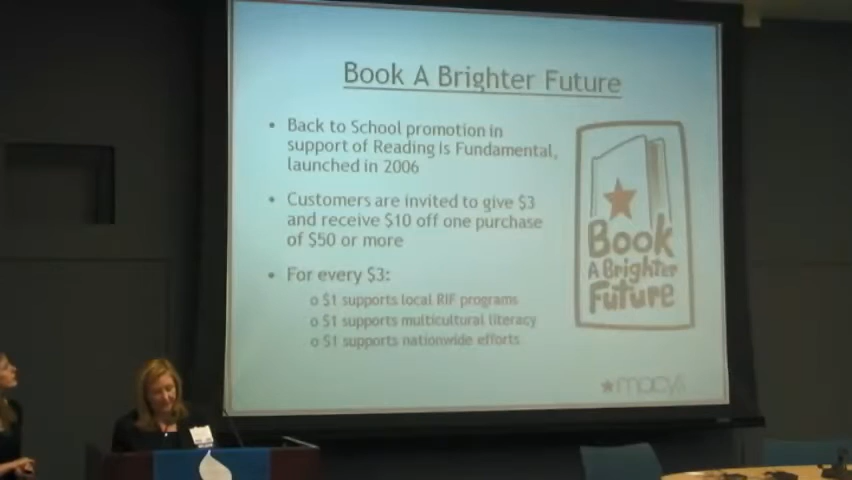 Book A Brighter Future
• Back to School promotion in
support of Reading is Fundamental,
launched in 2006
• Customers are invited to give $3
and receive $10 off one purchase
of $50 or more
• For every $3:
o $1 supports local RIF programs
o $1 supports multicultural literacy
o $1 supports nationwide efforts
Book
A Brighter
Future
macy's